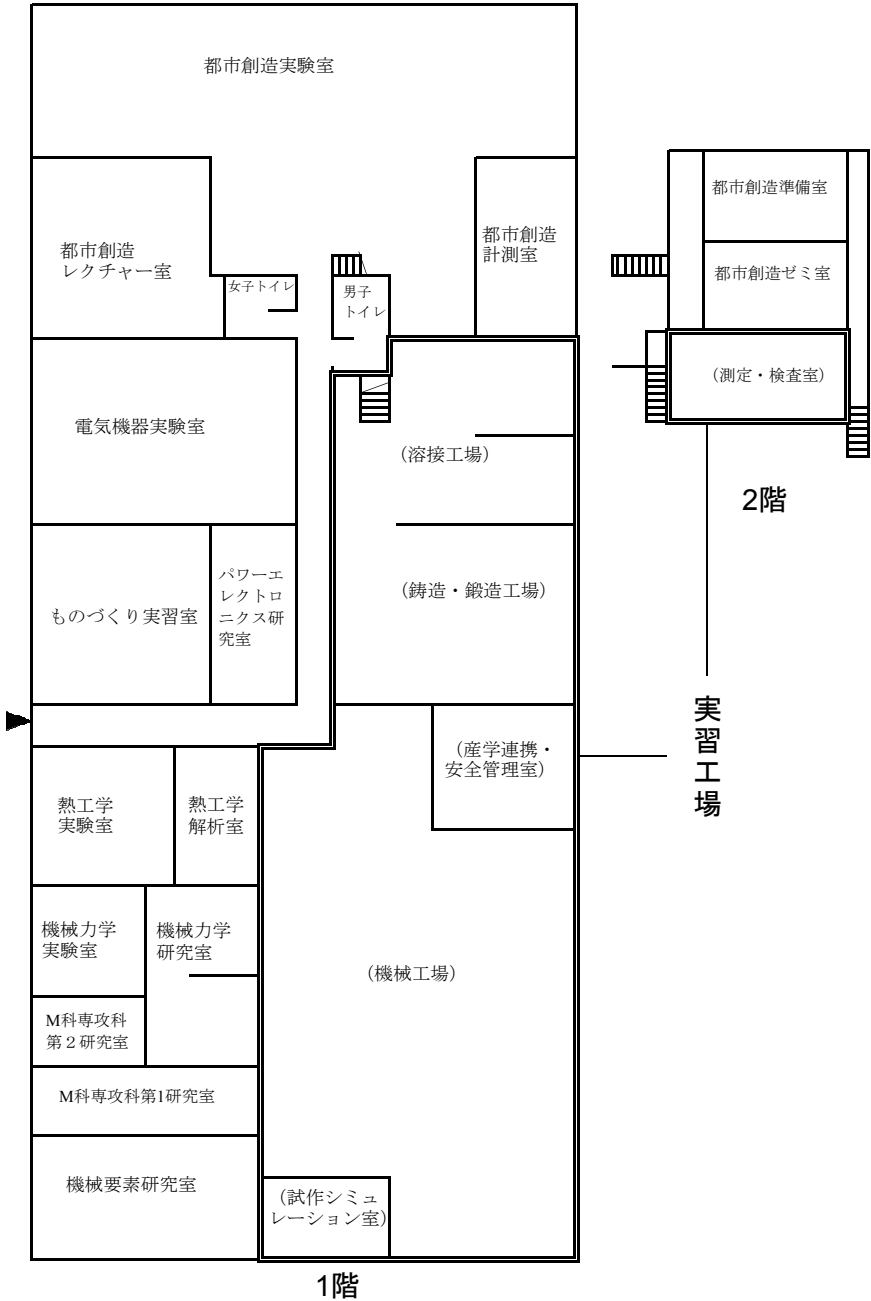 都市創造実験室
都市創造
レクチャー室
女子トイレ
男子
トイレ
都市創造
計測室
都市創造準備室
都市創造ゼミ室
（測定・検査室）
2階
電気機器実験室
（溶接工場）
ものづくり実習室
パワーエ
レクトロ
ニクス研
究室
（鋳造・鍛造工場）
実習工場
（産学連携・
安全管理室）
熱工学
実験室
熱工学
解析室
機械力学
実験室
機械力学
研究室
（機械工場）
M科専攻科
第２研究室
M科専攻科第1研究室
機械要素研究室
（試作シミュ
レーション室）
1階